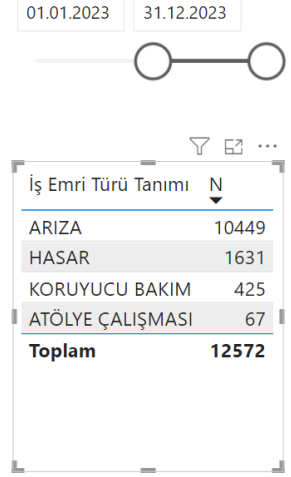 01.01.2023 31.12.2023
İş Emri Türü Tanımı N
ARIZA 10449
HASAR 1631
KORUYUCU BAKIM 425
ATÖLYE ÇALIŞMASI 67
Toplam 12572